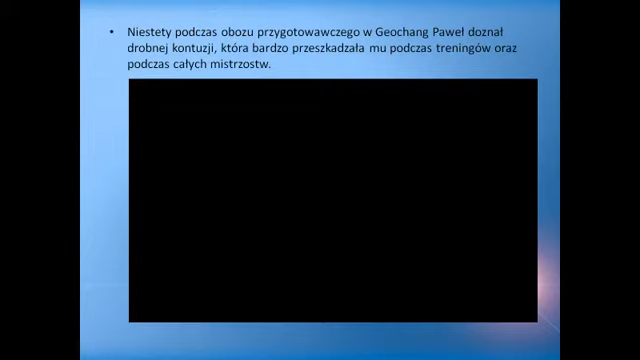 • Niestety podczas obozu przygotowawczego w Geochang Paweł doznał
drobnej kontuzji, która bardzo przeszkadzała mu podczas treningów oraz
podczas całych mistrzostw.